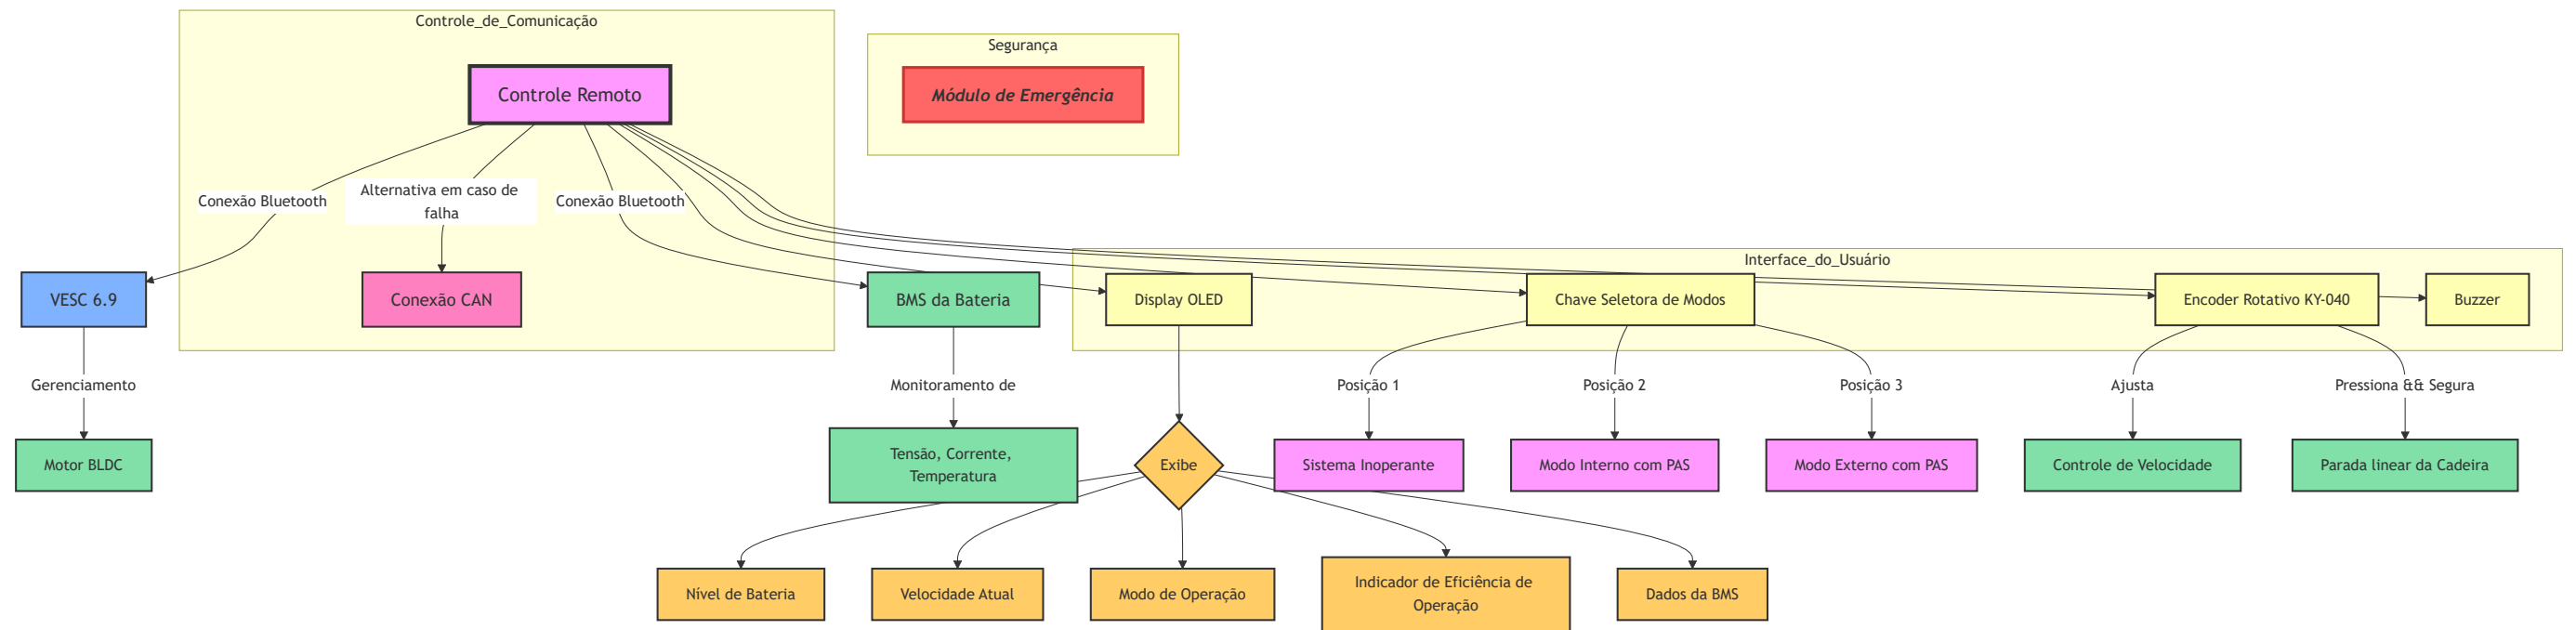 Controle_de_Comunicação
Segurança
Controle Remoto
Módulo de Emergência
Conexão Bluetooth
Alternativa em caso de
falha
Conexão Bluetooth
Interface_do_Usuário
VESC 6.9
Conexão CAN
BMS da Bateria
Display OLED
Chave Seletora de Modos
Encoder Rotativo KY-040
Buzzer
Gerenciamento
Monitoramento de
Posição 1
Posição 2
Posição 3
Ajusta
Pressiona && Segura
Motor BLDC
Tensão, Corrente,
Temperatura
Exibe
Sistema Inoperante
Modo Interno com PAS
Modo Externo com PAS
Controle de Velocidade
Parada linear da Cadeira
Nível de Bateria
Velocidade Atual
Modo de Operação
Indicador de Eficiência de
Operação
Dados da BMS